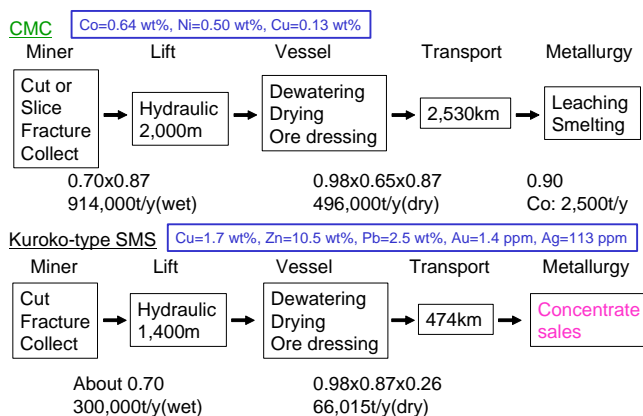 CMC
Co=0.64 wt%, Ni=0.50 wt%, Cu=0.13 wt%
Miner Lift Vessel Transport Metallurgy
Cut or
Slice
Fracture
Collect
Hydraulic
2,000m
Dewatering
Drying
Ore dressing
2,530km
Leaching
Smelting
0.70x0.87 0.98x0.65x0.87 0.90
914,000t/y(wet) 496,000t/y(dry) Co: 2,500t/y
Kuroko-type SMS
Cu=1.7 wt%, Zn=10.5 wt%, Pb=2.5 wt%, Au=1.4 ppm, Ag=113 ppm
Miner Lift Vessel Transport Metallurgy
Cut
Fracture
Collect
Hydraulic
1,400m
Dewatering
Drying
Ore dressing
474km
Concentrate
sales
About 0.70 0.98x0.87x0.26
300,000t/y(wet) 66,015t/y(dry)